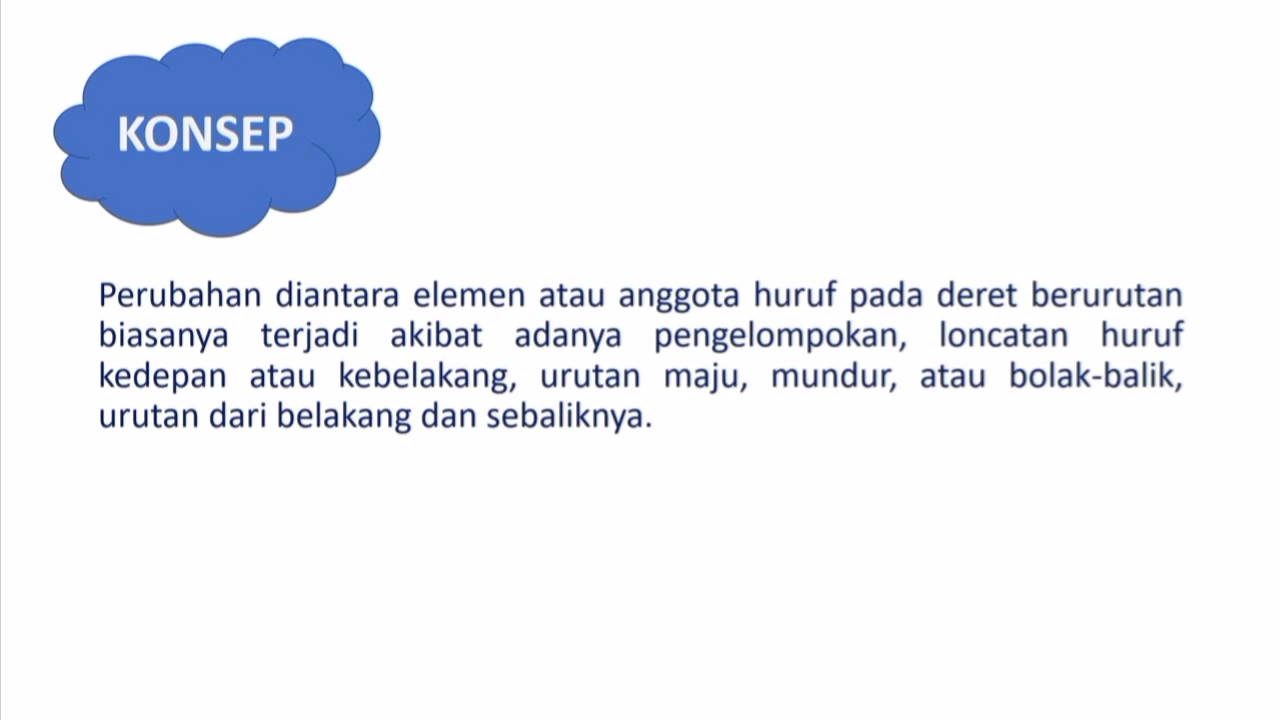 KONSEP
Perubahan diantara elemen atau anggota huruf pada deret berurutan
biasanya terjadi akibat adanya pengelompokan, loncatan huruf
kedepan atau kebelakang, urutan maju, mundur, atau bolak-balik,
urutan dari belakang dan sebaliknya.